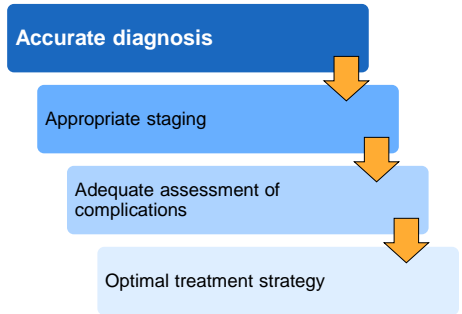 Accurate diagnosis
Appropriate staging
Adequate assessment of
complications
Optimal treatment strategy